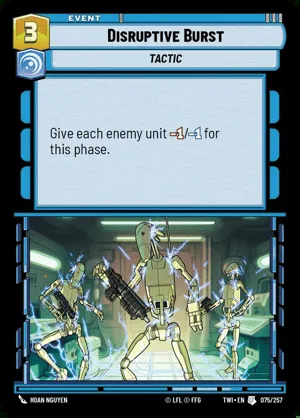 EVENT
3
DISRUPTIVE BURST
TACTIC
Give each enemy unit -1/-1 for
this phase.
HOAN NGUYEN
© LFL © FFG
TWI • EN
075/257